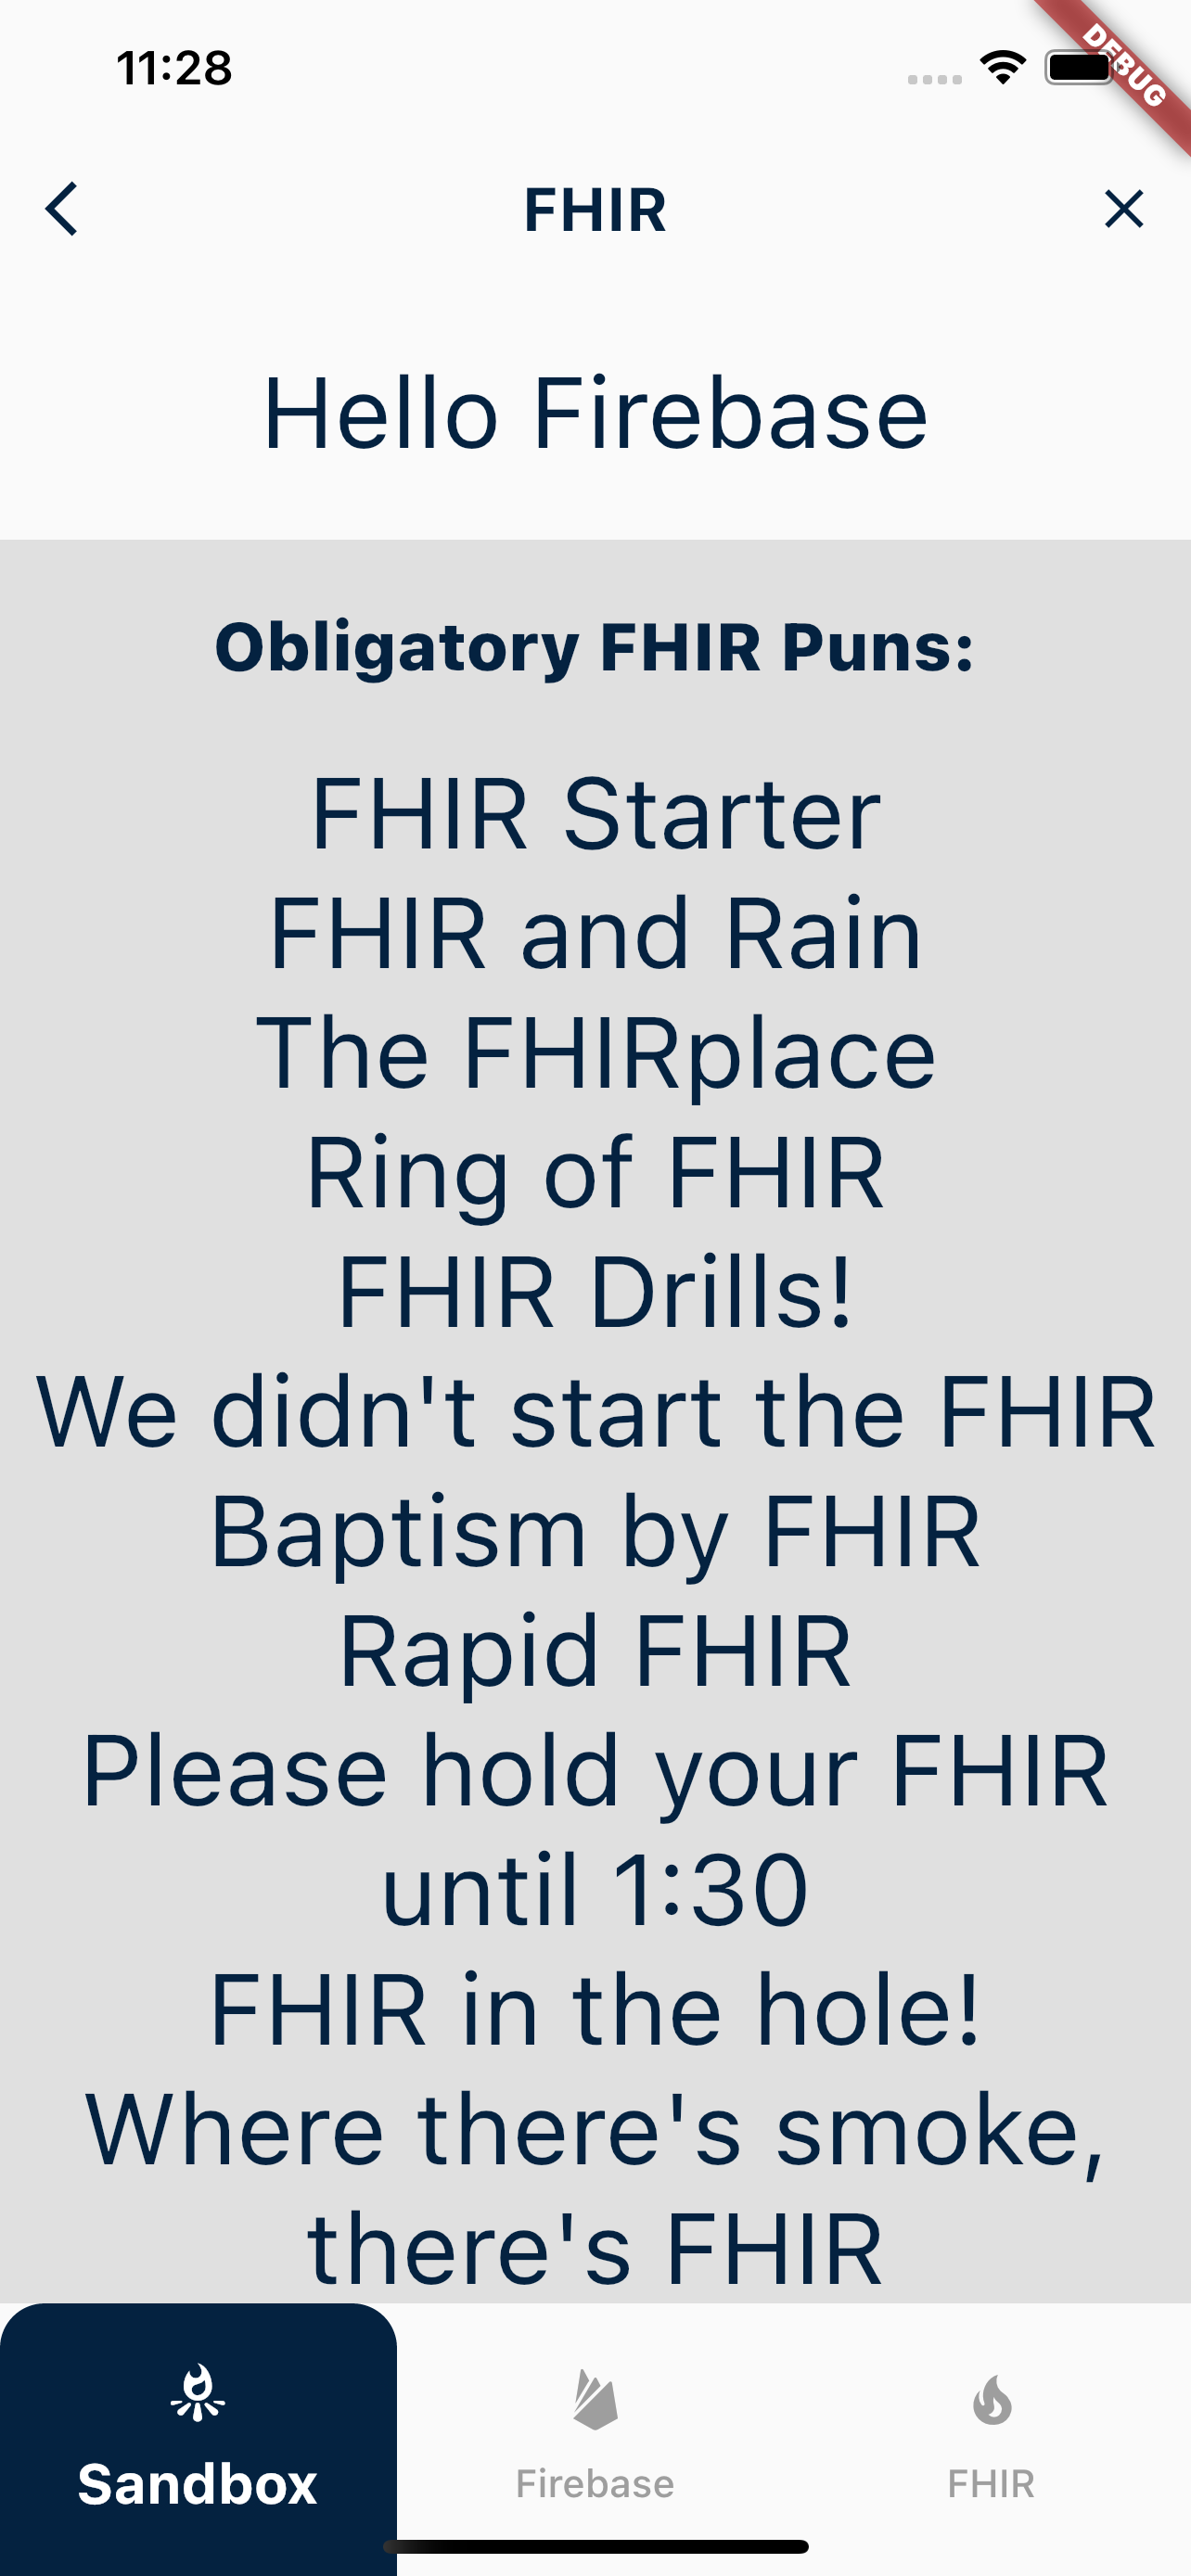 11:28
DEBUG
FHIR
Hello Firebase
Obligatory FHIR Puns:
FHIR Starter
FHIR and Rain
The FHIRplace
Ring of FHIR
FHIR Drills!
We didn't start the FHIR
Baptism by FHIR
Rapid FHIR
Please hold your FHIR
until 1:30
FHIR in the hole!
Where there's smoke,
there's FHIR
Sandbox
Firebase
FHIR